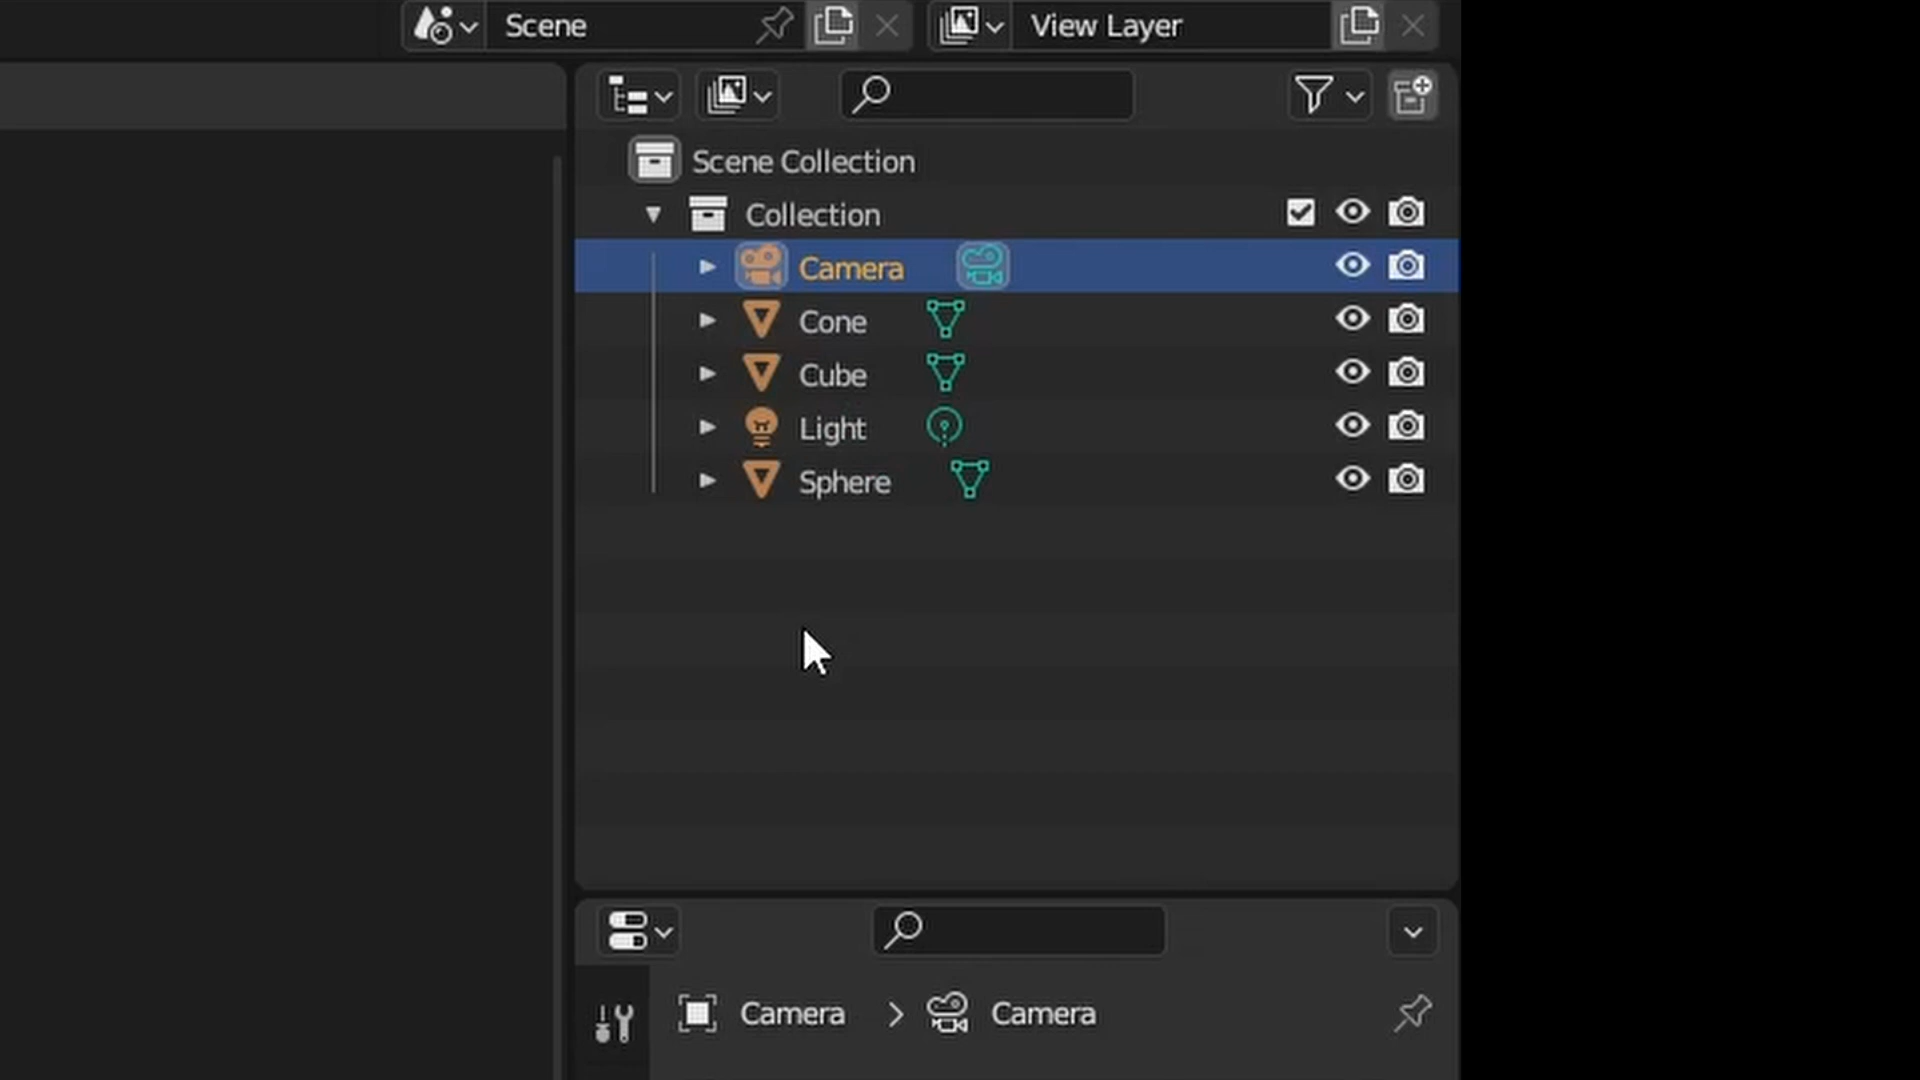 Scene
View Layer
Scene Collection
Collection
Camera
Cone
Cube
Light
Sphere
Camera > Camera